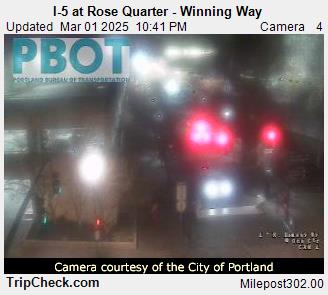 I-5 at Rose Quarter - Winning Way
Updated Mar 01 2025 10:41 PM Camera 4
PBOT
PORTLAND BUREAU OF TRANSPORTATION
Camera courtesy of the City of Portland
TripCheck.com Milepost302.00